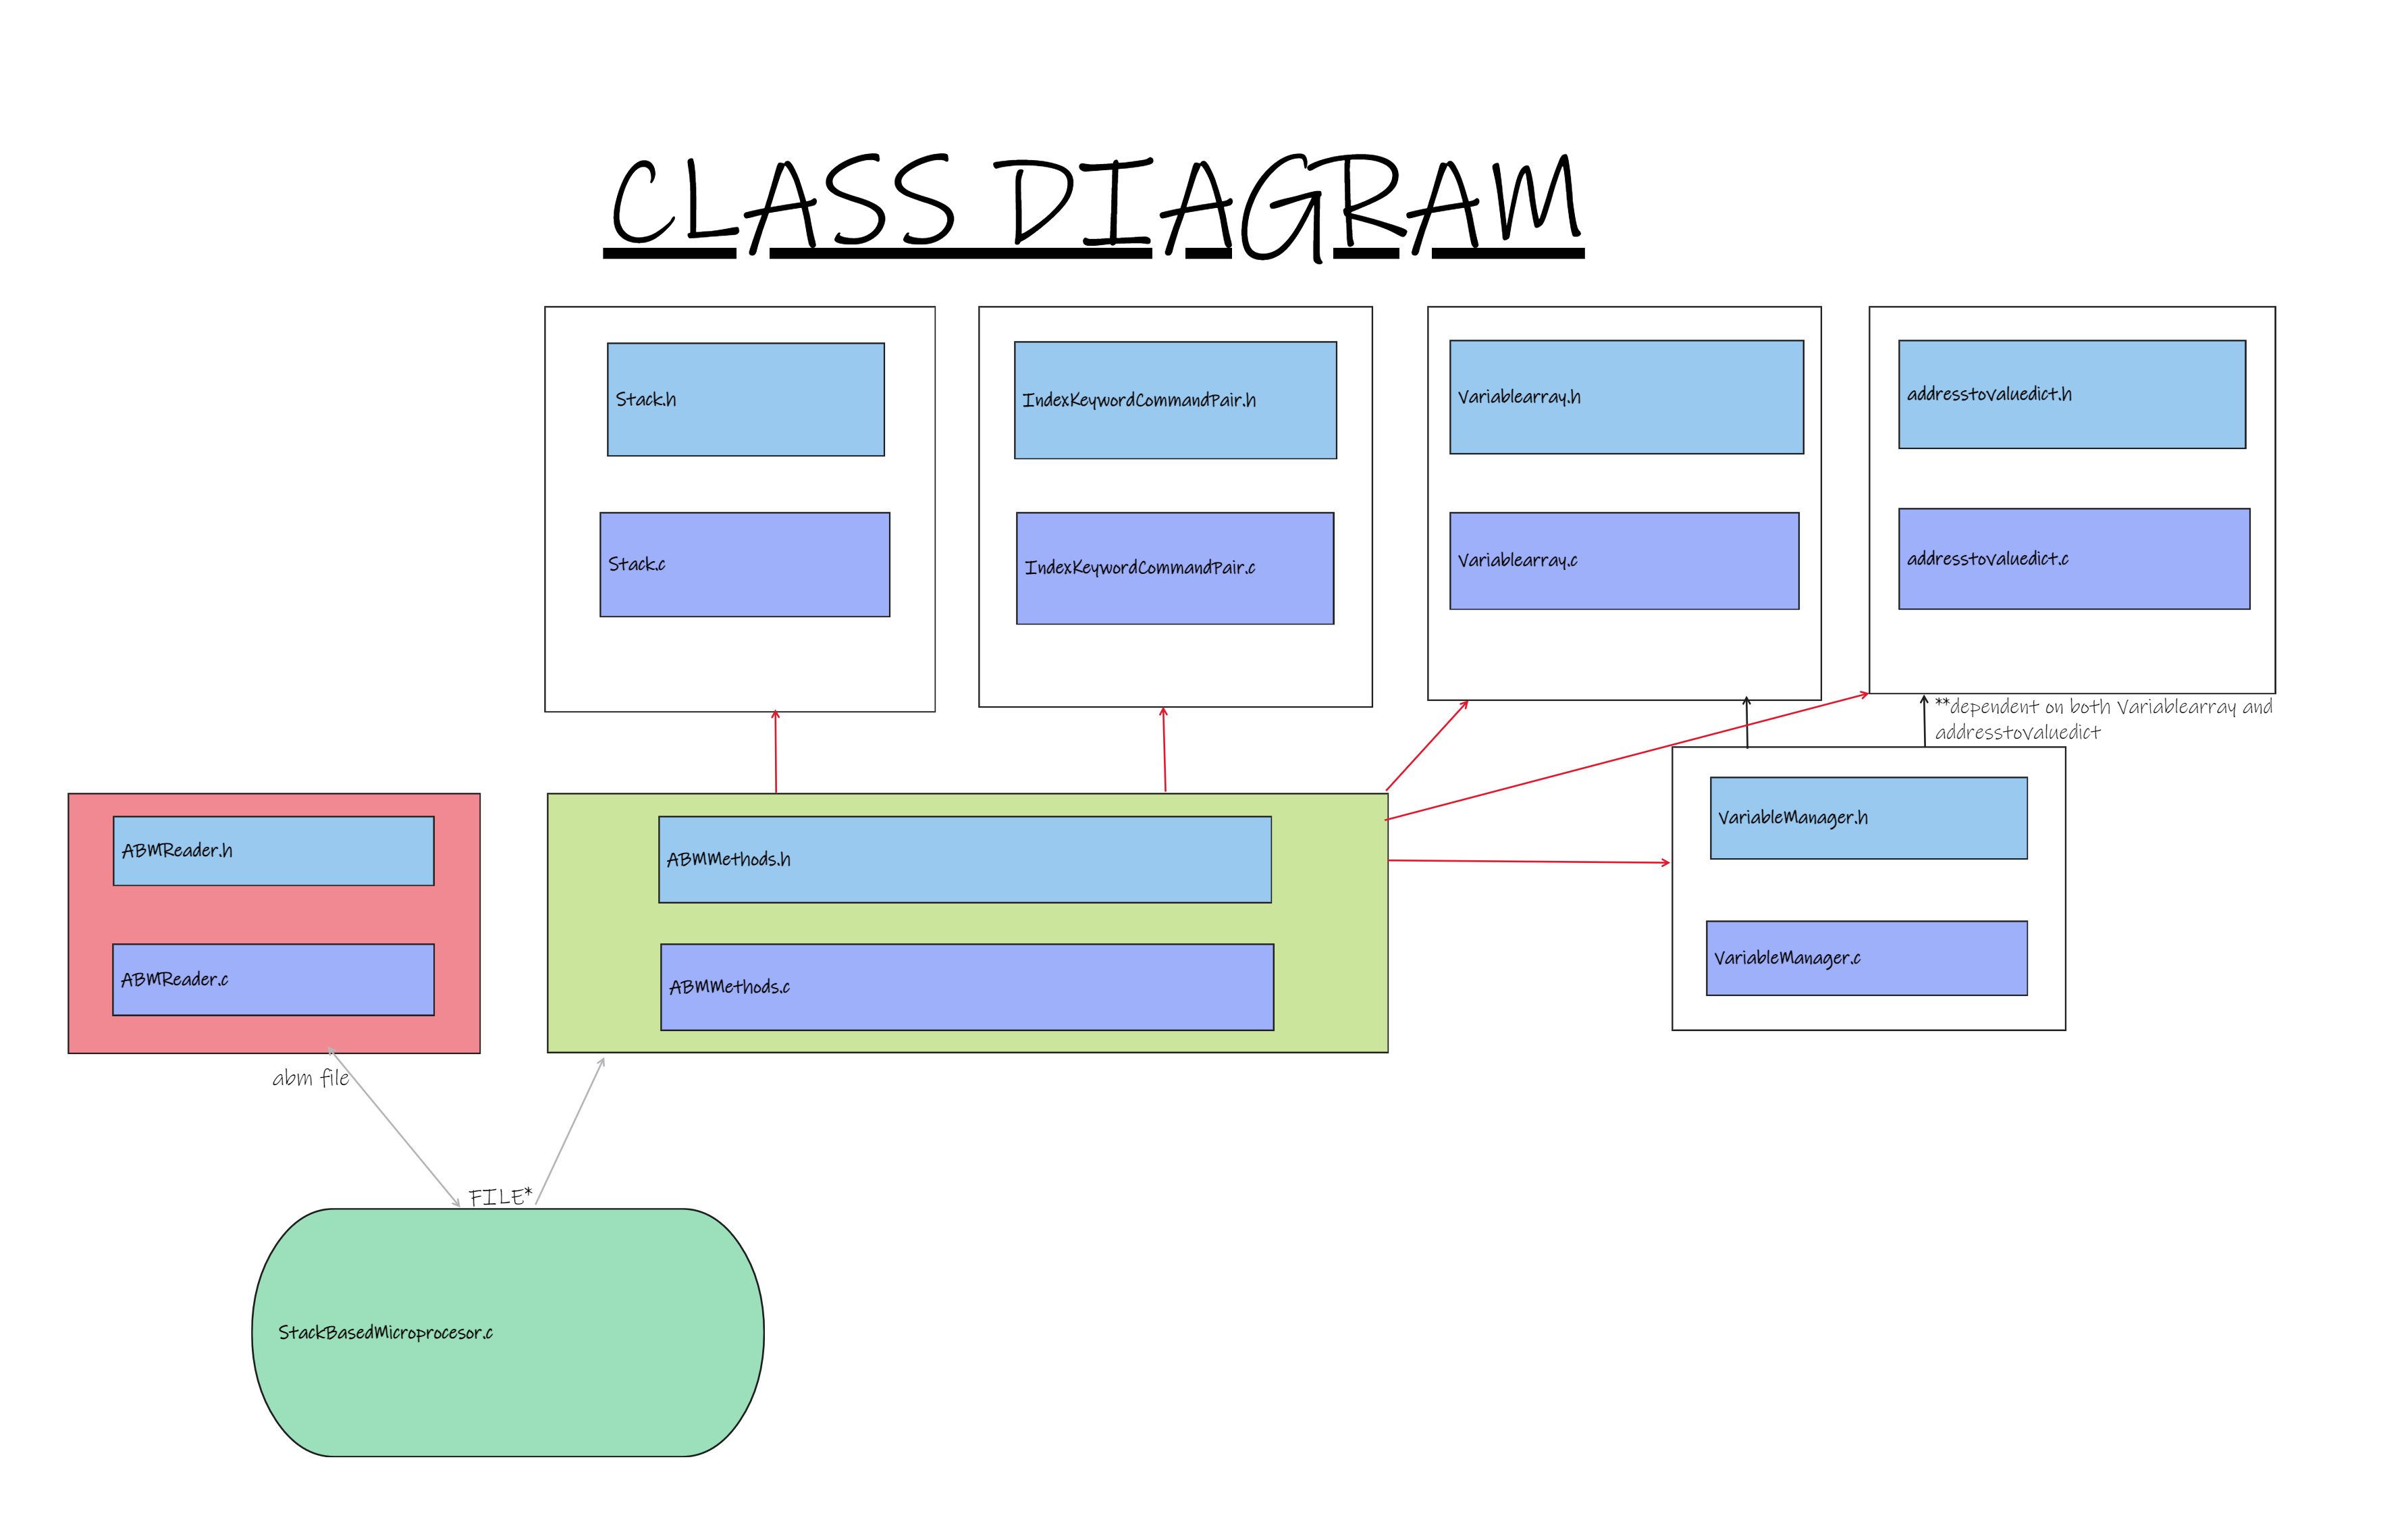 CLASS DIAGRAM
Stack.h
IndexKeywordCommandPair.h
Variablearray.h
addresstovaluedict.h
Stack.c
IndexKeywordCommandPair.c
Variablearray.c
addresstovaluedict.c
**dependent on both Variablearray and
addresstovaluedict
ABMReader.h
ABMMethods.h
VariableManager.h
ABMReader.c
ABMMethods.c
VariableManager.c
abm file
FILE*
StackBasedMicroprocesor.c